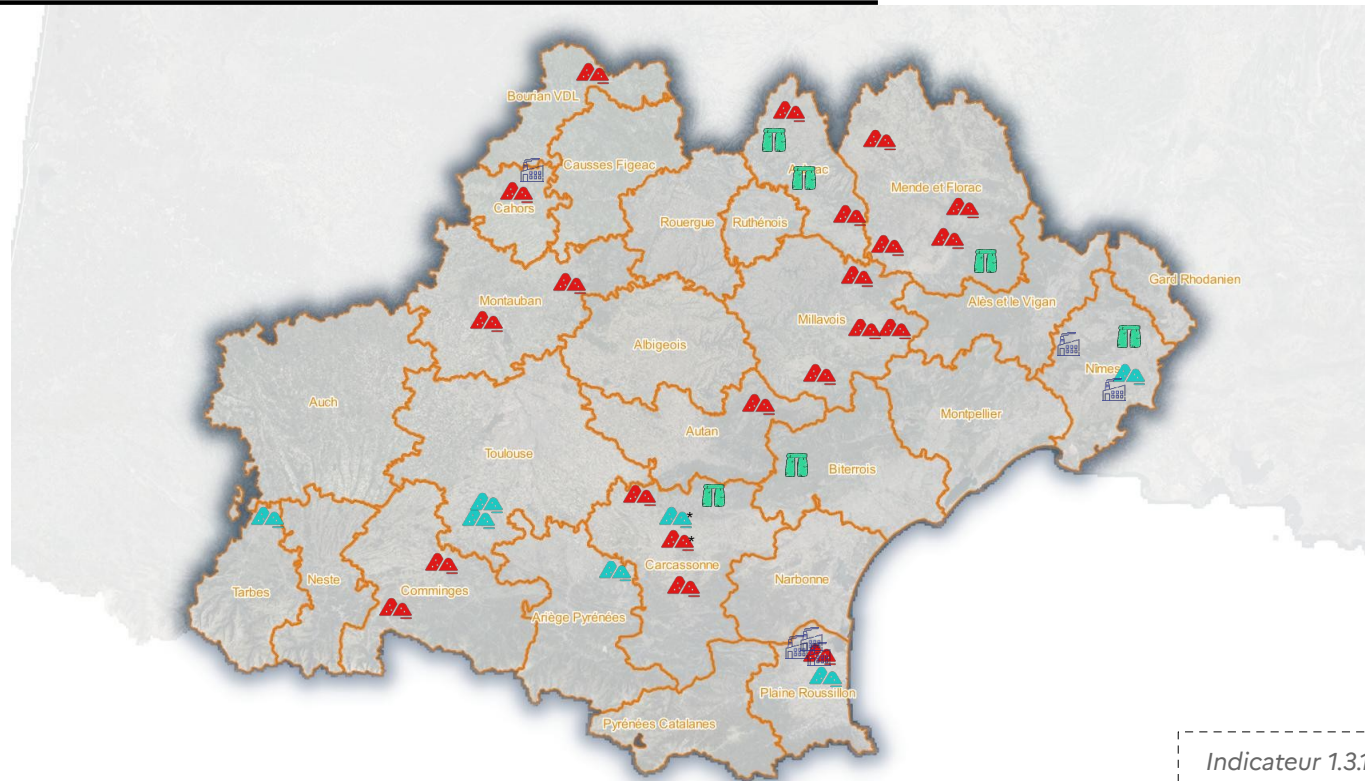 Bourian VDL
Causses Figeac
Mende et Florac
Cahors
Rouergue
Ruthénois
Gard Rhodanien
Montauban
Alès et le Vigan
Millavois
Albigeois
Nîmes
Auch
Montpellier
Autan
Toulouse
Biterrois
*
*
Carcassonne
Narbonne
Neste
Tarbes
Comminges
Ariège Pyrénées
Plaine Roussillon
Pyrénées Catalanes
Indicateur 1.3.1